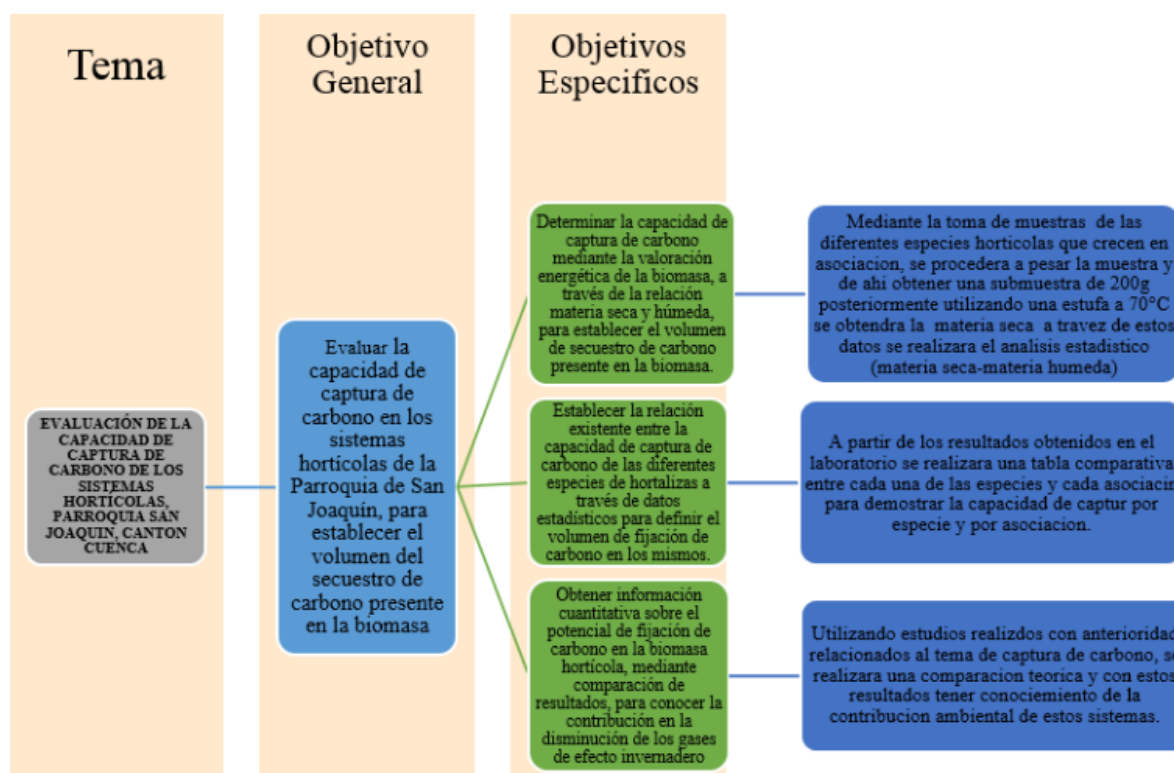 Tema
Objetivo
General
Objetivos
Especificos
EVALUACIÓN DE LA
CAPACIDAD DE
CAPTURA DE
CARBONO DE LOS
SISTEMAS
HORTÍCOLAS,
PARROQUIA SAN
JOAQUIN, CANTON
CUENCA
Evaluar la
capacidad de
captura de
carbono en los
sistemas
hortícolas de la
Parroquia de San
Joaquín, para
establecer el
volumen del
secuestro de
carbono presente
en la biomasa
Determinar la capacidad de
captura de carbono
mediante la valoración
energética de la biomasa, a
través de la relación
materia seca y húmeda,
para establecer el volumen
de secuestro de carbono
presente en la biomasa.
Mediante la toma de muestras de las
diferentes especies horticolas que crecen en
asociacion, se procedera a pesar la muestra y
de ahi obtener una submuestra de 200g
posteriormente utilizando una estufa a 70°C
se obtendra la materia seca a travez de estos
datos se realizara el analisis estadistico
(materia seca-materia humeda)
Establecer la relación
existente entre la
capacidad de captura de
carbono de las diferentes
especies de hortalizas a
través de datos
estadísticos para definir el
volumen de fijación de
carbono en los mismos.
A partir de los resultados obtenidos en el
laboratorio se realizara una tabla comparativa
entre cada una de las especies y cada asociacin
para demostrar la capacidad de captur por
especie y por asociacion.
Obtener información
cuantitativa sobre el
potencial de fijación de
carbono en la biomasa
hortícola, mediante
comparación de
resultados, para conocer la
contribución en la
disminución de los gases
de efecto invernadero
Utilizando estudios realizdos con anterioridad
relacionados al tema de captura de carbono, se
realizara una comparacion teorica y con estos
resultados tener conociemiento de la
contribucion ambiental de estos sistemas.